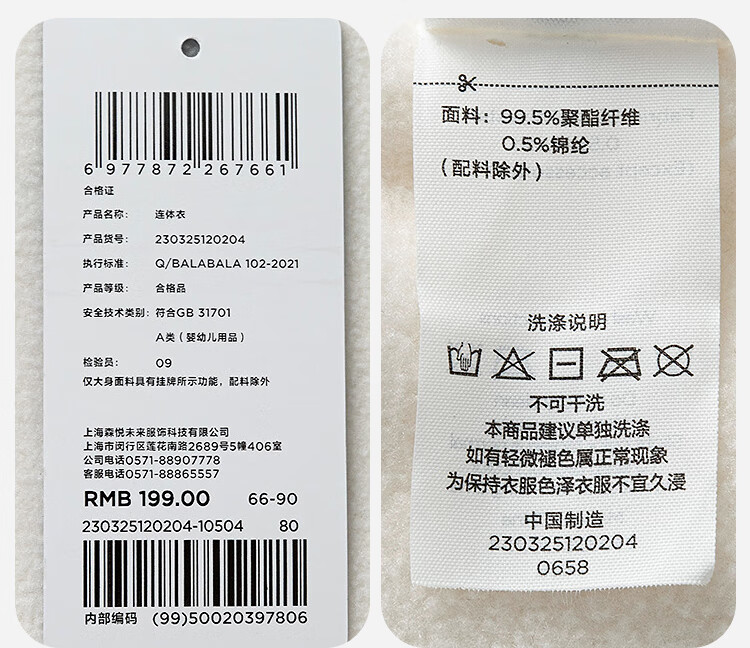 6 977872 267661
合格证
产品名称: 连体衣
产品货号: 230325120204
执行标准: Q/BALABALA 102-2021
产品等级: 合格品
安全技术类别: 符合GB 31701
A类 (婴幼儿用品)
检验员: 09
仅大身面料具有挂牌所示功能，配料除外
上海森悦未来服饰科技有限公司
上海市闵行区莲花南路2689号5幢406室
公司电话0571-88907778
客服电话0571-88865557
RMB 199.00 66-90
230325120204-10504 80
内部编码 (99)50020397806
面料: 99.5%聚酯纤维
0.5%锦纶
(配料除外)
洗涤说明
不可干洗
本商品建议单独洗涤
如有轻微褪色属正常现象
为保持衣服色泽衣服不宜久浸
中国制造
230325120204
0658